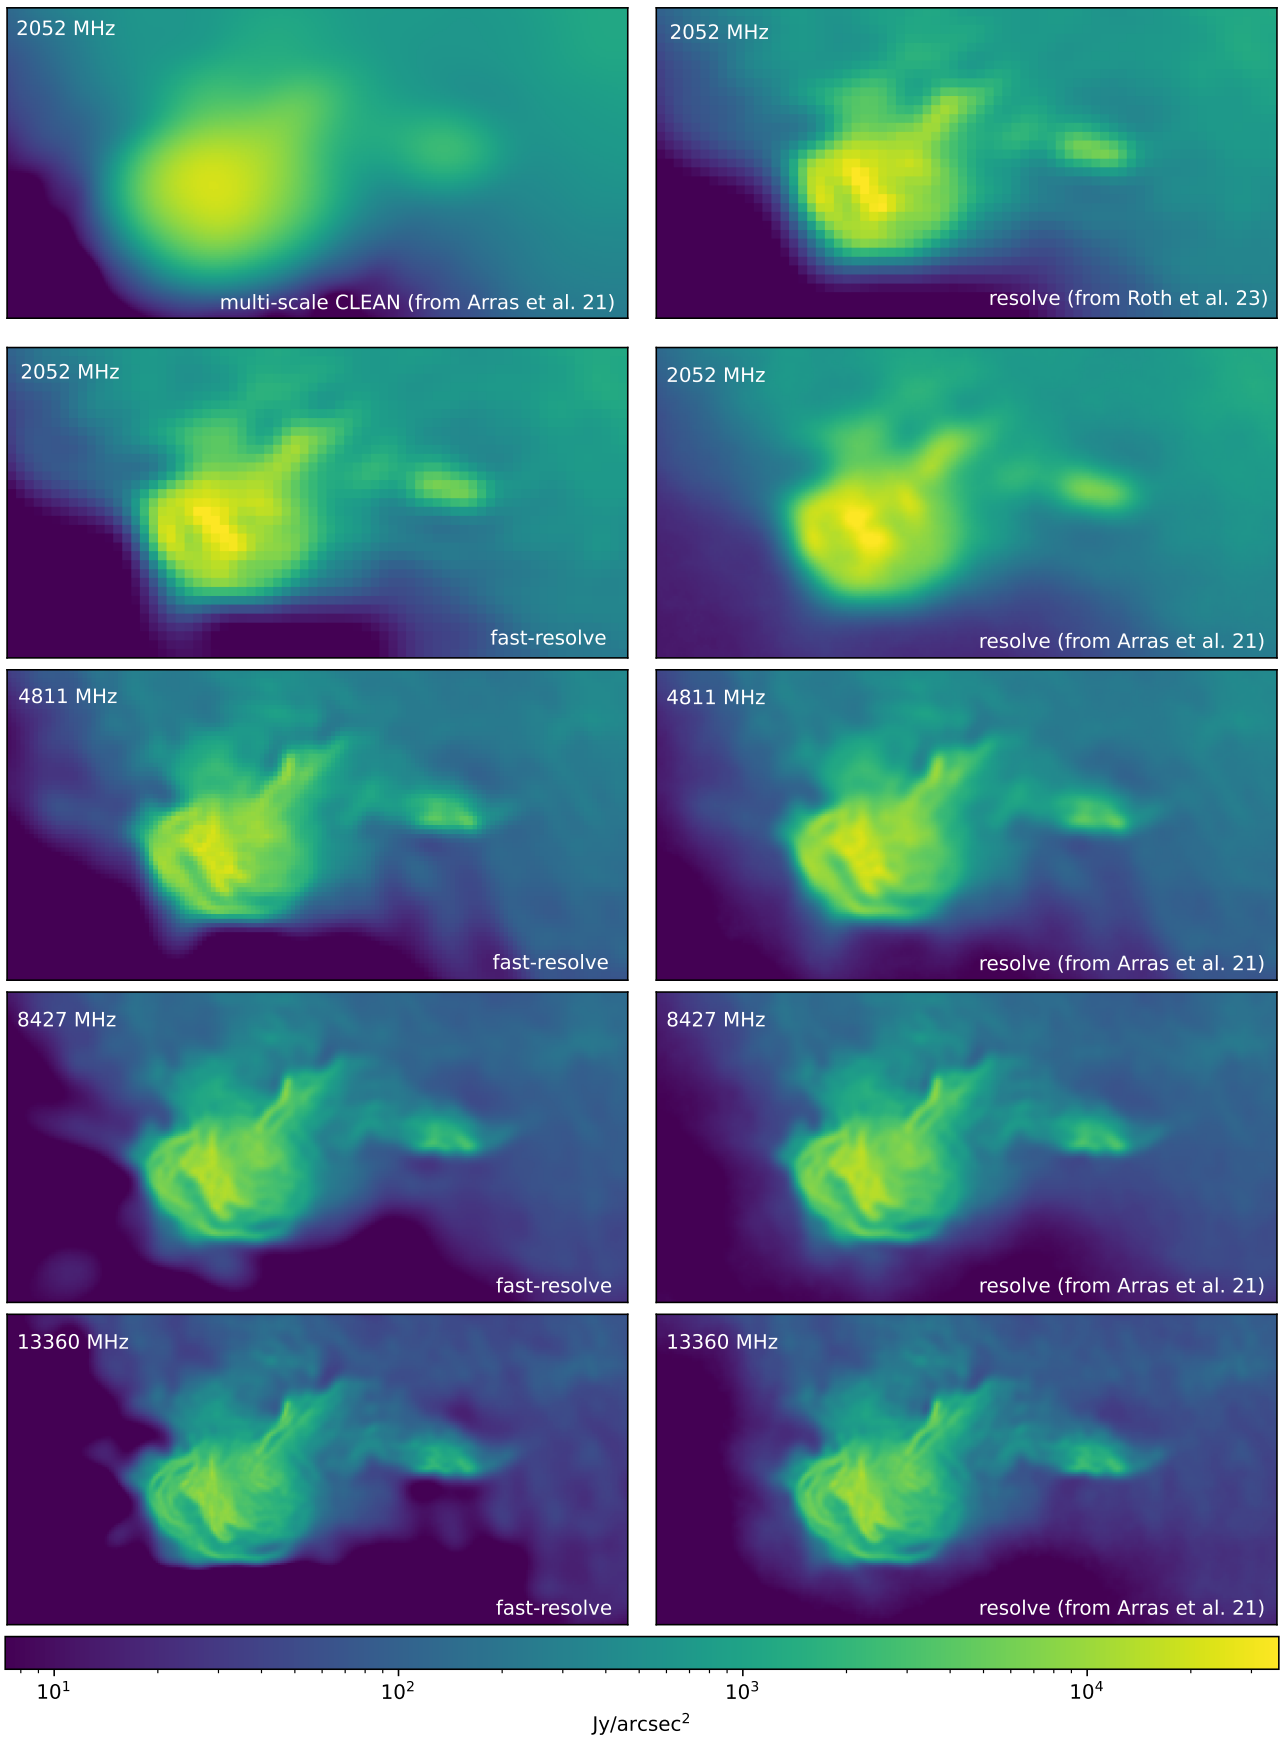 2052 MHz
multi-scale CLEAN (from Arras et al. 21)
2052 MHz
resolve (from Roth et al. 23)
2052 MHz
fast-resolve
2052 MHz
resolve (from Arras et al. 21)
4811 MHz
fast-resolve
4811 MHz
resolve (from Arras et al. 21)
8427 MHz
fast-resolve
8427 MHz
resolve (from Arras et al. 21)
13360 MHz
fast-resolve
13360 MHz
resolve (from Arras et al. 21)
10¹ 10² 10³ 10⁴
Jy/arcsec²